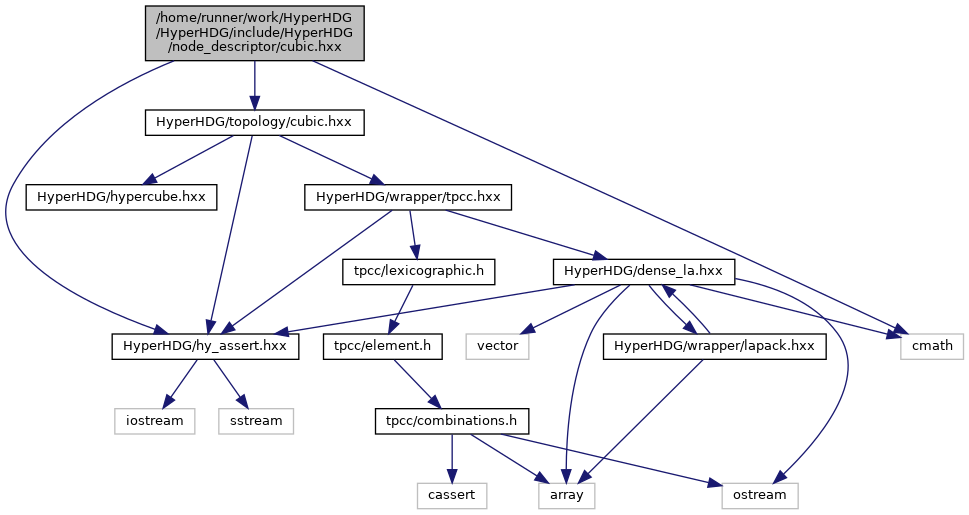 /home/runner/work/HyperHDG
/HyperHDG/include/HyperHDG
/node_descriptor/cubic.hxx
HyperHDG/topology/cubic.hxx
HyperHDG/hypercube.hxx
HyperHDG/wrapper/tpcc.hxx
tpcc/lexicographic.h
HyperHDG/dense_la.hxx
HyperHDG/hy_assert.hxx
tpcc/element.h
vector
HyperHDG/wrapper/lapack.hxx
cmath
iostream
sstream
tpcc/combinations.h
cassert
array
ostream